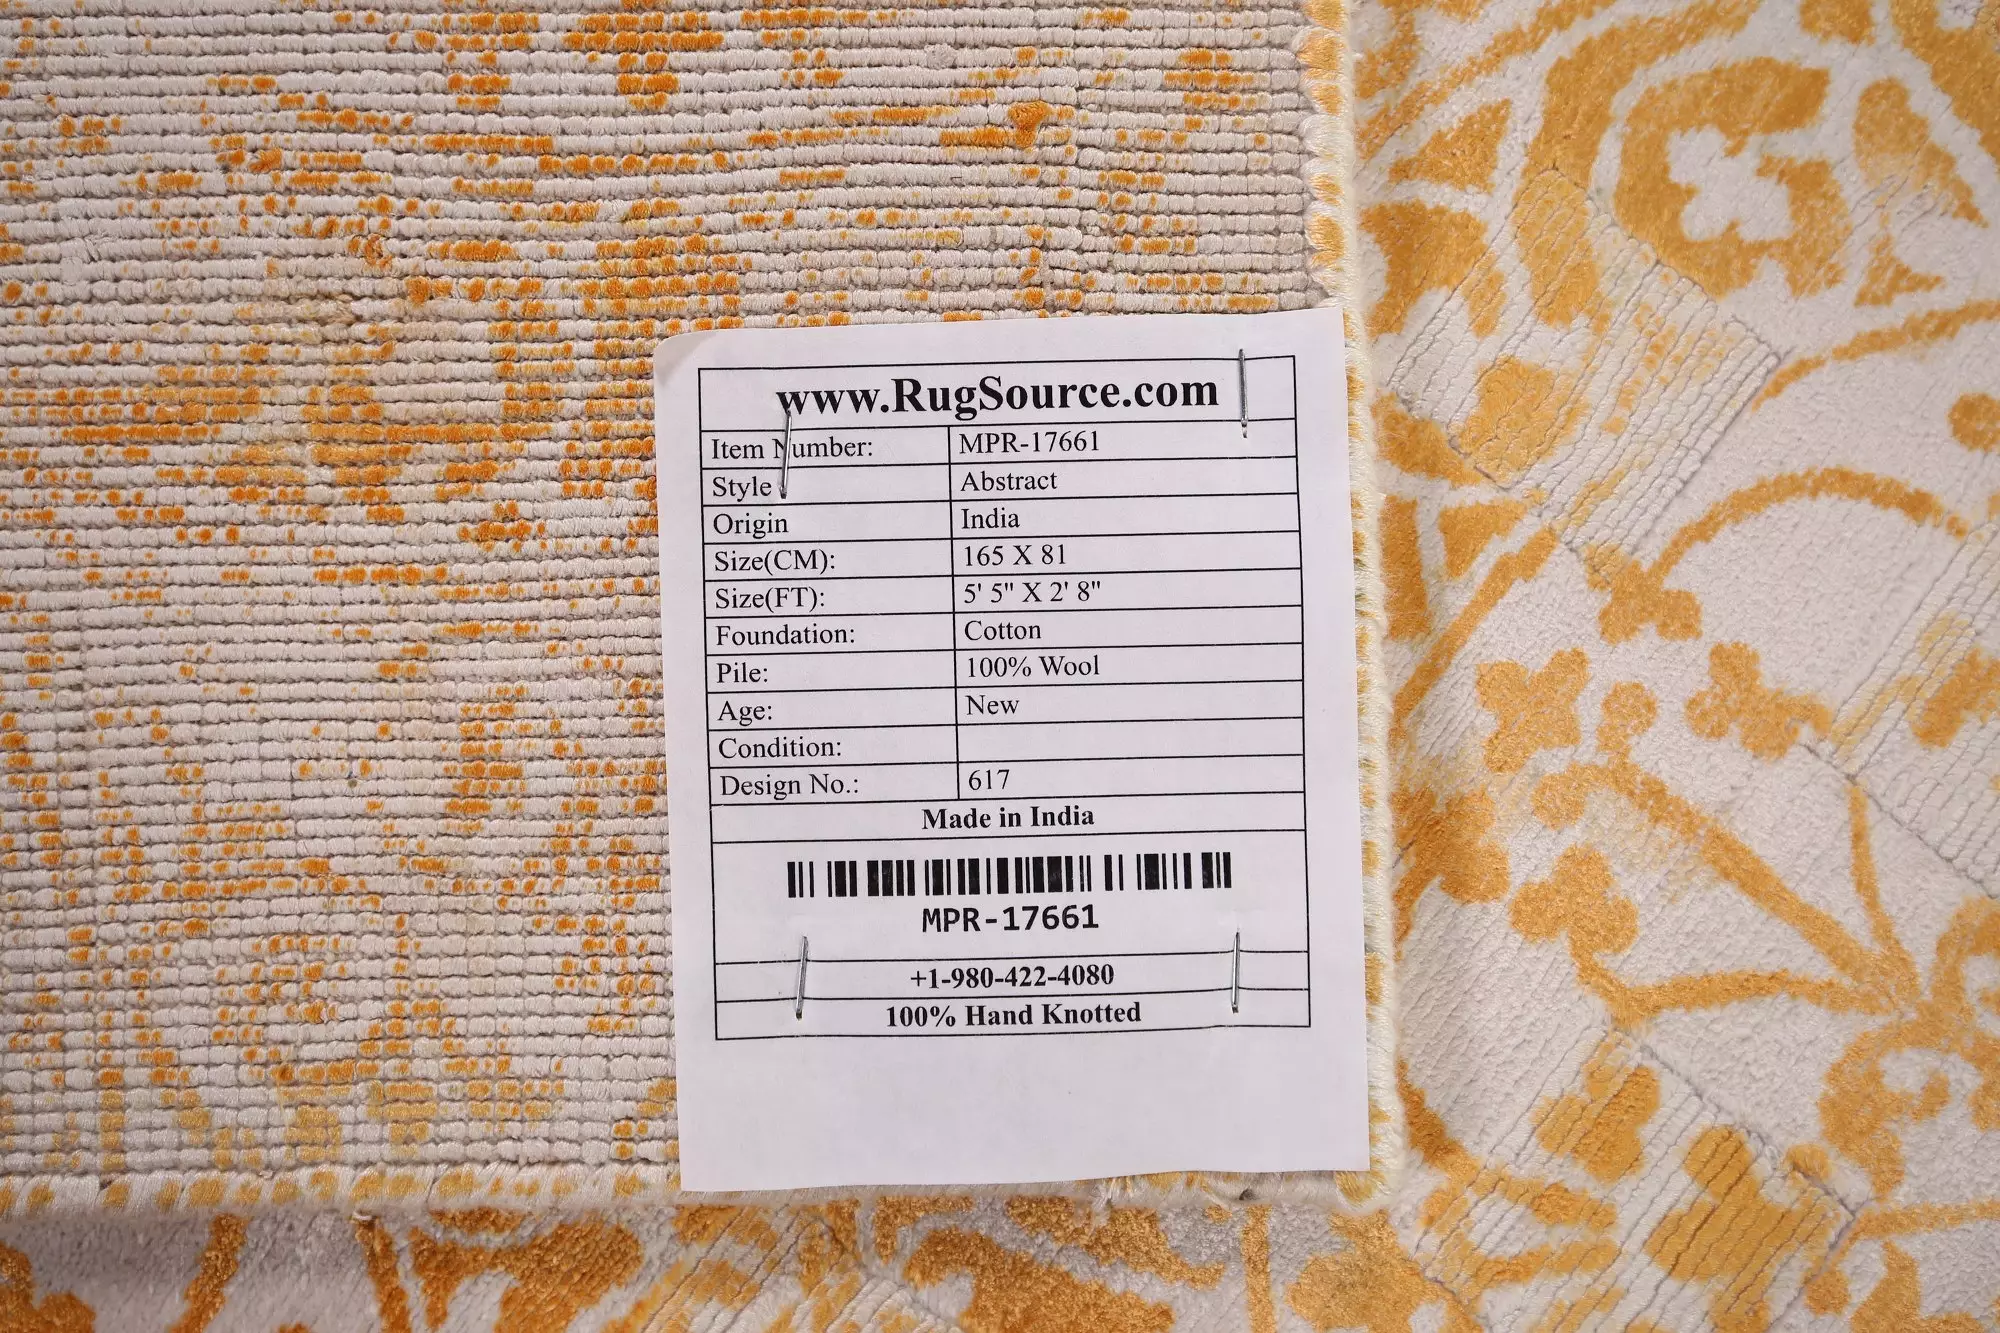 www.RugSource.com
Item Number: MPR-17661
Style Abstract
Origin India
Size(CM): 165 X 81
Size(FT): 5' 5" X 2' 8"
Foundation: Cotton
Pile: 100% Wool
Age: New
Condition:
Design No.: 617
Made in India
MPR-17661
+1-980-422-4080
100% Hand Knotted